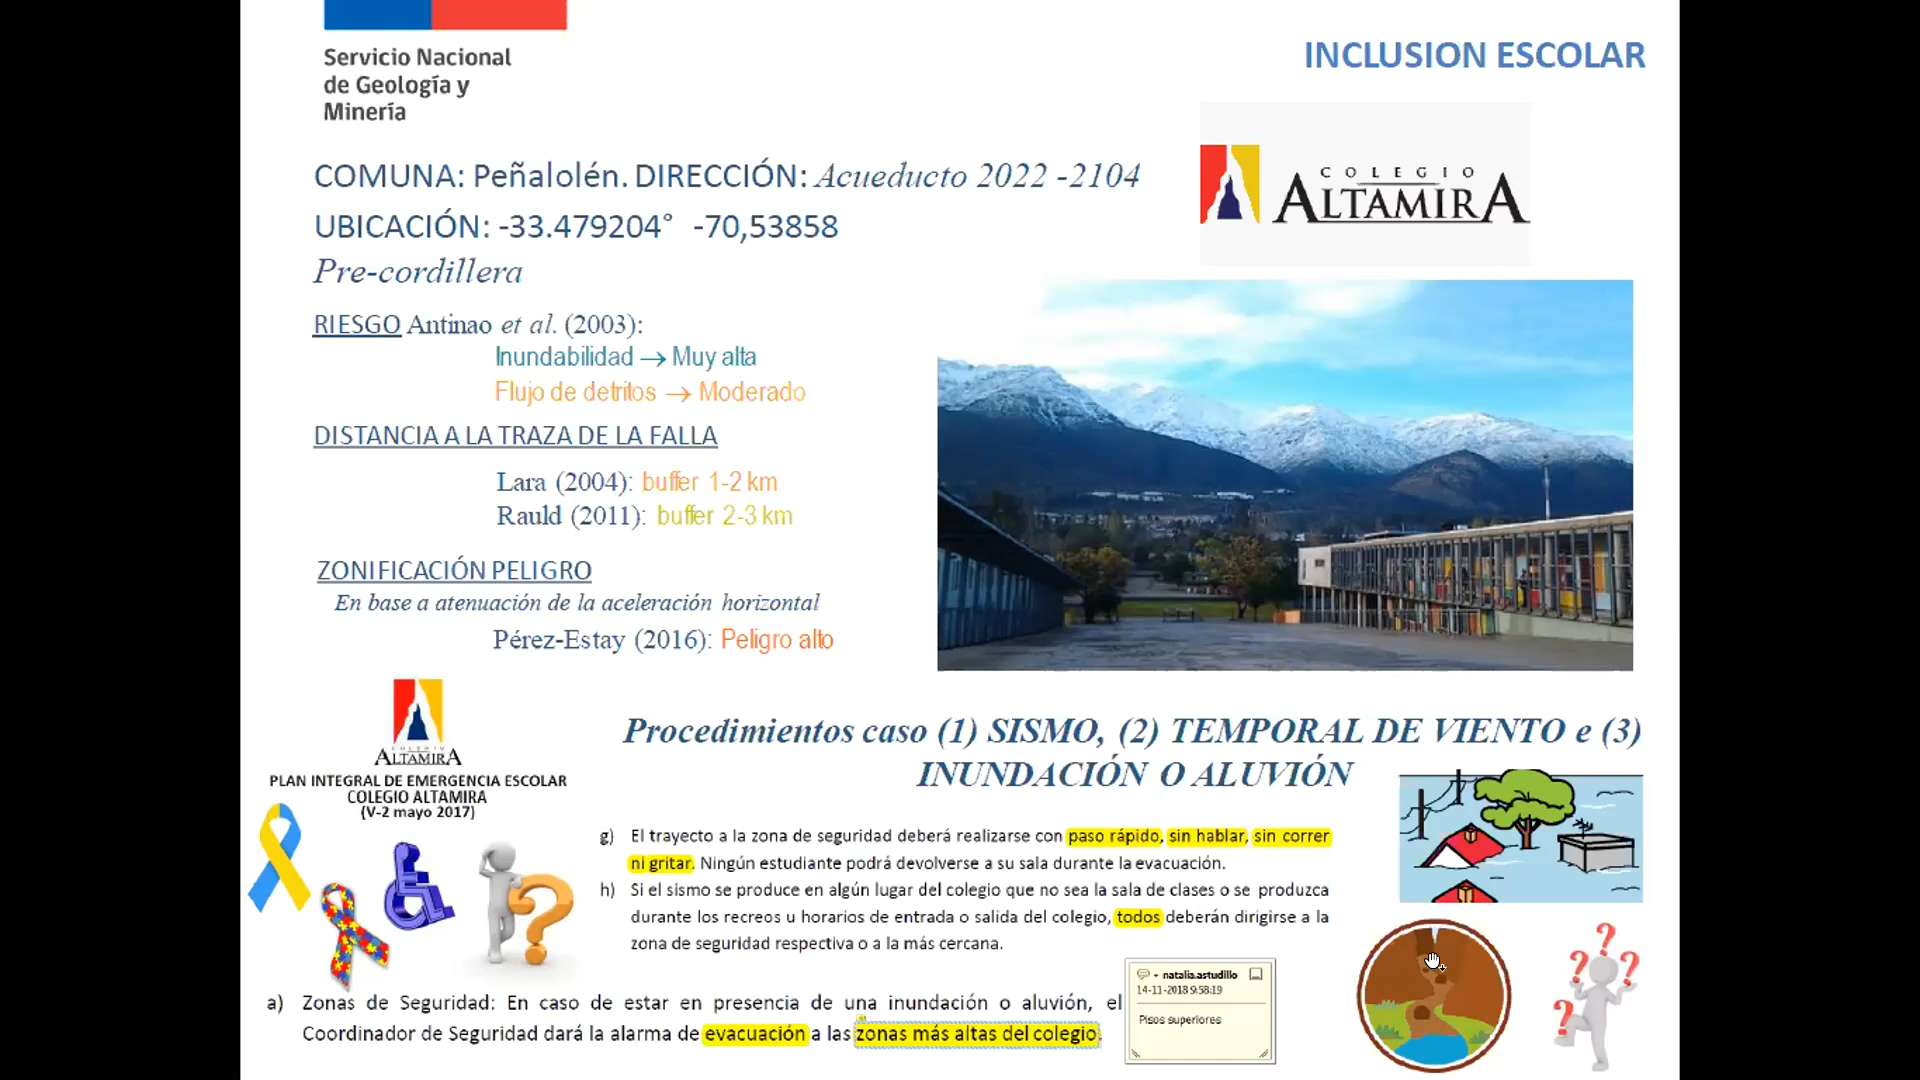 Servicio Nacional
de Geología y
Minería
INCLUSION ESCOLAR
COLEGIO
ALTAMIRA
COMUNA: Peñalolén. DIRECCIÓN: Acueducto 2022 -2104
UBICACIÓN: -33.479204° -70,53858
Pre-cordillera
RIESGO Antinao et al. (2003):
Inundabilidad → Muy alta
Flujo de detritos → Moderado
DISTANCIA A LA TRAZA DE LA FALLA
Lara (2004): buffer 1-2 km
Rauld (2011): buffer 2-3 km
ZONIFICACIÓN PELIGRO
En base a atenuación de la aceleración horizontal
Pérez-Estay (2016): Peligro alto
COLEGIO
ALTAMIRA
PLAN INTEGRAL DE EMERGENCIA ESCOLAR
COLEGIO ALTAMIRA
(V-2 mayo 2017)
Procedimientos caso (1) SISMO, (2) TEMPORAL DE VIENTO e (3)
INUNDACIÓN O ALUVIÓN
g) El trayecto a la zona de seguridad deberá realizarse con paso rápido, sin hablar, sin correr
ni gritar. Ningún estudiante podrá devolverse a su sala durante la evacuación.
h) Si el sismo se produce en algún lugar del colegio que no sea la sala de clases o se produzca
durante los recreos u horarios de entrada o salida del colegio, todos deberán dirigirse a la
zona de seguridad respectiva o a la más cercana.
a) Zonas de Seguridad: En caso de estar en presencia de una inundación o aluvión, el
Coordinador de Seguridad dará la alarma de evacuación a las zonas más altas del colegio.
natalia.astudillo
14-11-2018 9:58:19
Pisos superiores